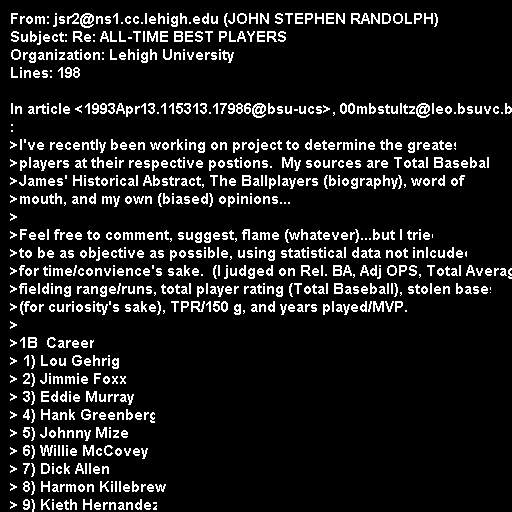 From: jsr2@ns1.cc.lehigh.edu (JOHN STEPHEN RANDOLPH)
Subject: Re: ALL-TIME BEST PLAYERS
Organization: Lehigh University
Lines: 198

In article <1993Apr13.115313.17986@bsu-ucs>, 00mbstultz@leo.bsuvc.b
:
>I've recently been working on project to determine the greates
>players at their respective postions.  My sources are Total Basebal
>James' Historical Abstract, The Ballplayers (biography), word of
>mouth, and my own (biased) opinions...
>
>Feel free to comment, suggest, flame (whatever)...but I tried
>to be as objective as possible, using statistical data not inlcuded
>for time/convience's sake.  (I judged on Rel. BA, Adj OPS, Total Averag
>fielding range/runs, total player rating (Total Baseball), stolen bases
>(for curiosity's sake), TPR/150 g, and years played/MVP.
>
>1B  Career
> 1) Lou Gehrig
> 2) Jimmie Foxx
> 3) Eddie Murray
> 4) Hank Greenberg
> 5) Johnny Mize
> 6) Willie McCovey
> 7) Dick Allen
> 8) Harmon Killebrew
> 9) Kieth Hernandez